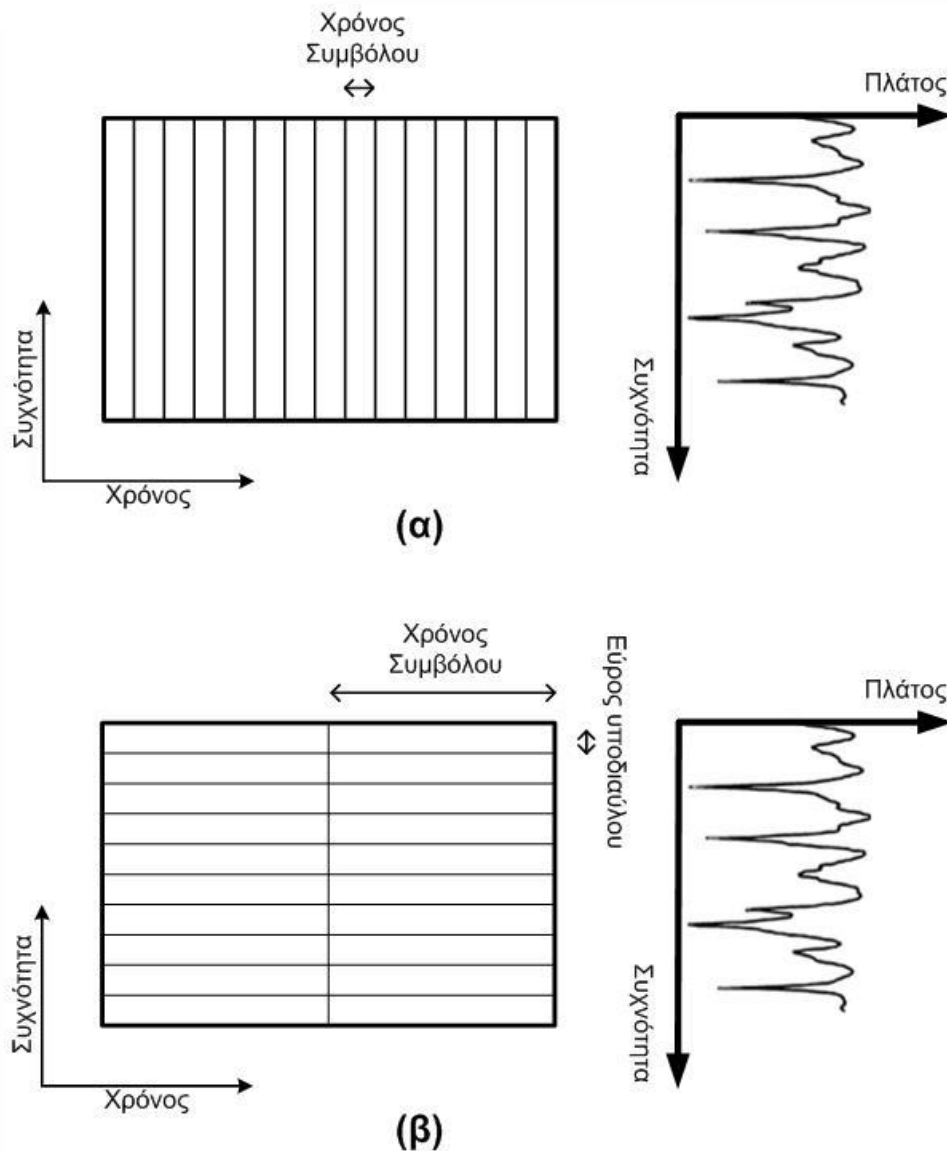 Χρόνος
Συμβόλου
Πλάτος
Συχνότητα
Συχνότητα
Χρόνος
(α)
Χρόνος
Συμβόλου
Εύρος υποδιαύλου
Πλάτος
Συχνότητα
Συχνότητα
Χρόνος
(β)